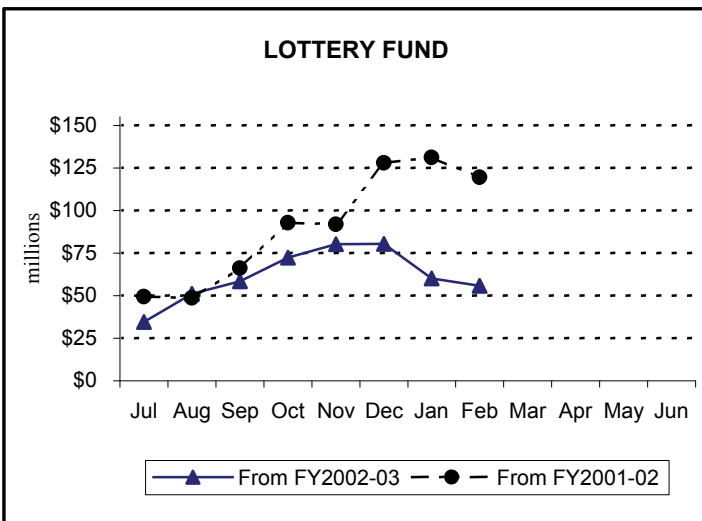 LOTTERY FUND
$150
$125
$100
$75
$50
$25
$0
millions
Jul Aug Sep Oct Nov Dec Jan Feb Mar Apr May Jun
From FY2002-03 From FY2001-02